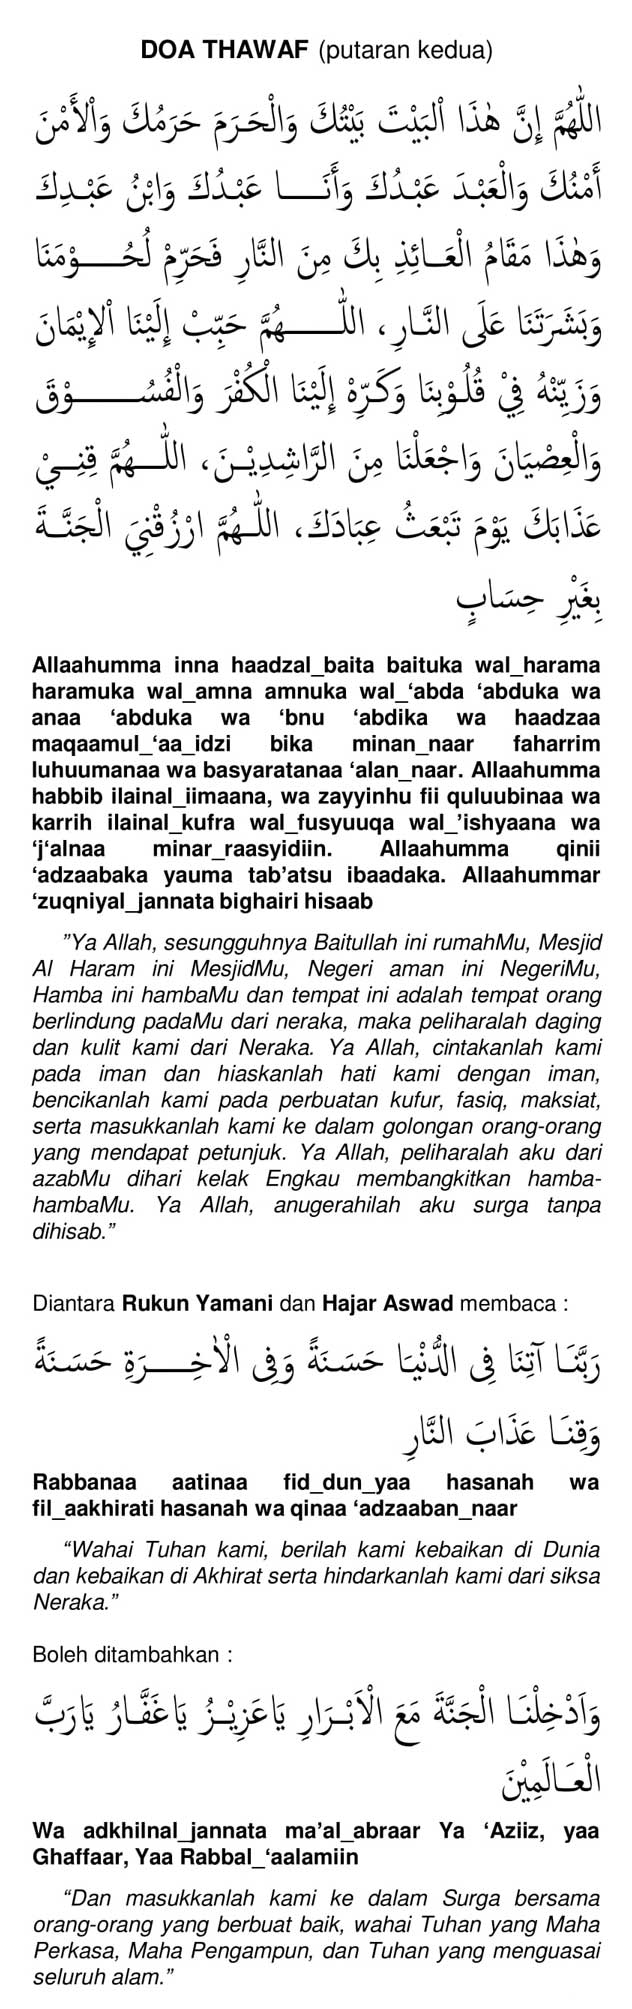 DOA THAWAF (putaran kedua)
اللّٰهُمَّ إِنَّ هٰذَا الْبَيْتَ بَيْتُكَ وَالْحَرَمَ حَرَمُكَ وَالْأَمْنَ
أَمْنُكَ وَالْعَبْدَ عَبْدُكَ وَأَنَا عَبْدُكَ وَابْنُ عَبْدِكَ
وَهٰذَا مَقَامُ الْعَائِذِ بِكَ مِنَ النَّارِ فَحَرِّمْ لُحُوْمَنَا
وَبَشَرَتَنَا عَلَى النَّارِ، اللّٰهُمَّ حَبِّبْ إِلَيْنَا الْإِيْمَانَ
وَزَيِّنْهُ فِيْ قُلُوْبِنَا وَكَرِّهْ إِلَيْنَا الْكُفْرَ وَالْفُسُوْقَ
وَالْعِصْيَانَ وَاجْعَلْنَا مِنَ الرَّاشِدِيْنَ، اللّٰهُمَّ قِنِيْ
عَذَابَكَ يَوْمَ تَبْعَثُ عِبَادَكَ، اللّٰهُمَّ ارْزُقْنِيَ الْجَنَّةَ
بِغَيْرِ حِسَابٍ
Allaahumma inna haadzal_baita baituka wal_harama
haramuka wal_amna amnuka wal_‘abda ‘abduka wa
anaa ‘abduka wa ‘bnu ‘abdika wa haadzaa
maqaamul_‘aa_idzi bika minan_naar faharrim
luhuumanaa wa basyaratanaa ‘alan_naar. Allaahumma
habbib ilainal_iimaana, wa zayyinhu fii quluubinaa wa
karrih ilainal_kufra wal_fusyuuqa wal_’ishyaana wa
‘j‘alnaa minar_raasyidiin. Allaahumma qinii
‘adzaabaka yauma tab’atsu ibaadaka. Allaahummar
‘zuqniyal_jannata bighairi hisaab
”Ya Allah, sesungguhnya Baitullah ini rumahMu, Mesjid
Al Haram ini MesjidMu, Negeri aman ini NegeriMu,
Hamba ini hambaMu dan tempat ini adalah tempat orang
berlindung padaMu dari neraka, maka peliharalah daging
dan kulit kami dari Neraka. Ya Allah, cintakanlah kami
pada iman dan hiaskanlah hati kami dengan iman,
bencikanlah kami pada perbuatan kufur, fasiq, maksiat,
serta masukkanlah kami ke dalam golongan orang-orang
yang mendapat petunjuk. Ya Allah, peliharalah aku dari
azabMu dihari kelak Engkau membangkitkan hamba-
hambaMu. Ya Allah, anugerahilah aku surga tanpa
dihisab.”
Diantara Rukun Yamani dan Hajar Aswad membaca :
رَبَّنَا آتِنَا فِى الدُّنْيَا حَسَنَةً وَفِى الْاٰخِرَةِ حَسَنَةً
وَقِنَا عَذَابَ النَّارِ
Rabbanaa aatinaa fid_dun_yaa hasanah wa
fil_aakhirati hasanah wa qinaa ‘adzaaban_naar
“Wahai Tuhan kami, berilah kami kebaikan di Dunia
dan kebaikan di Akhirat serta hindarkanlah kami dari siksa
Neraka.”
Boleh ditambahkan :
وَاَدْخِلْنَا الْجَنَّةَ مَعَ الْاَبْرَارِ يَاعَزِيْزُ يَاغَفَّارُ يَارَبَّ
الْعَالَمِيْنَ
Wa adkhilnal_jannata ma’al_abraar Ya ‘Aziiz, yaa
Ghaffaar, Yaa Rabbal_‘aalamiin
“Dan masukkanlah kami ke dalam Surga bersama
orang-orang yang berbuat baik, wahai Tuhan yang Maha
Perkasa, Maha Pengampun, dan Tuhan yang menguasai
seluruh alam.”